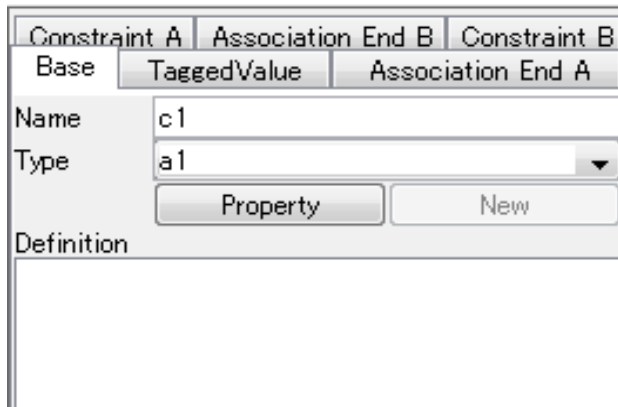 Constraint A Association End B Constraint B
Base TaggedValue Association End A
Name c1
Type a1
Property New
Definition